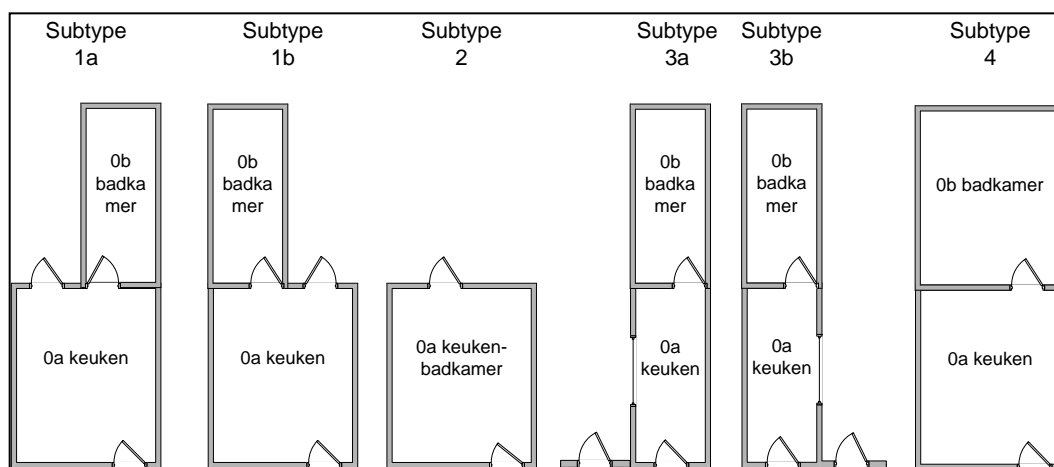 Subtype
1a
Subtype
1b
Subtype
2
Subtype
3a
Subtype
3b
Subtype
4
0b
badka
mer
0b
badka
mer
0b
badka
mer
0b
badka
mer
0b badkamer
0a keuken
0a keuken
0a keuken-
badkamer
0a
keuken
0a
keuken
0a keuken